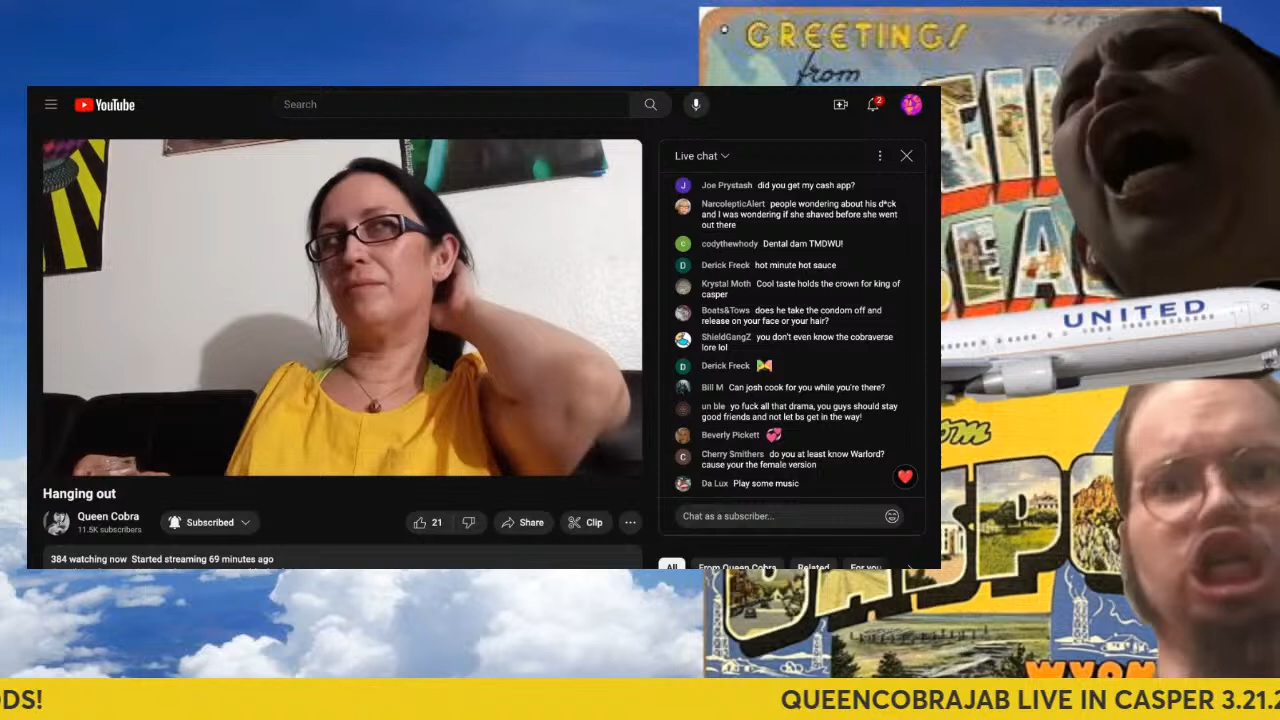 GREETINGS
from
YouTube
Search
2
UNITED
Live chat
Joe Prystash did you get my cash app?
NarcolepticAlert people wondering about his d*ck
and I was wondering if she shaved before she went
out there
codythewhody Dental dam TMDWU!
Derick Freck hot minute hot sauce
Krystal Moth Cool taste holds the crown for king of
casper
Boats&Tows does he take the condom off and
release on your face or your hair?
ShieldGangZ you don't even know the cobraverse
lore lol
Derick Freck
Bill M Can josh cook for you while you're there?
un ble yo fuck all that drama, you guys should stay
good friends and not let bs get in the way!
Beverly Pickett
Cherry Smithers do you at least know Warlord?
cause your the female version
Da Lux Play some music
Chat as a subscriber...
Hanging out
Queen Cobra
11.5K subscribers
Subscribed
21
Share
Clip
384 watching now Started streaming 69 minutes ago
All From Queen Cobra Related For you
WYOM
DS! QUEENCOBRAJAB LIVE IN CASPER 3.21.2